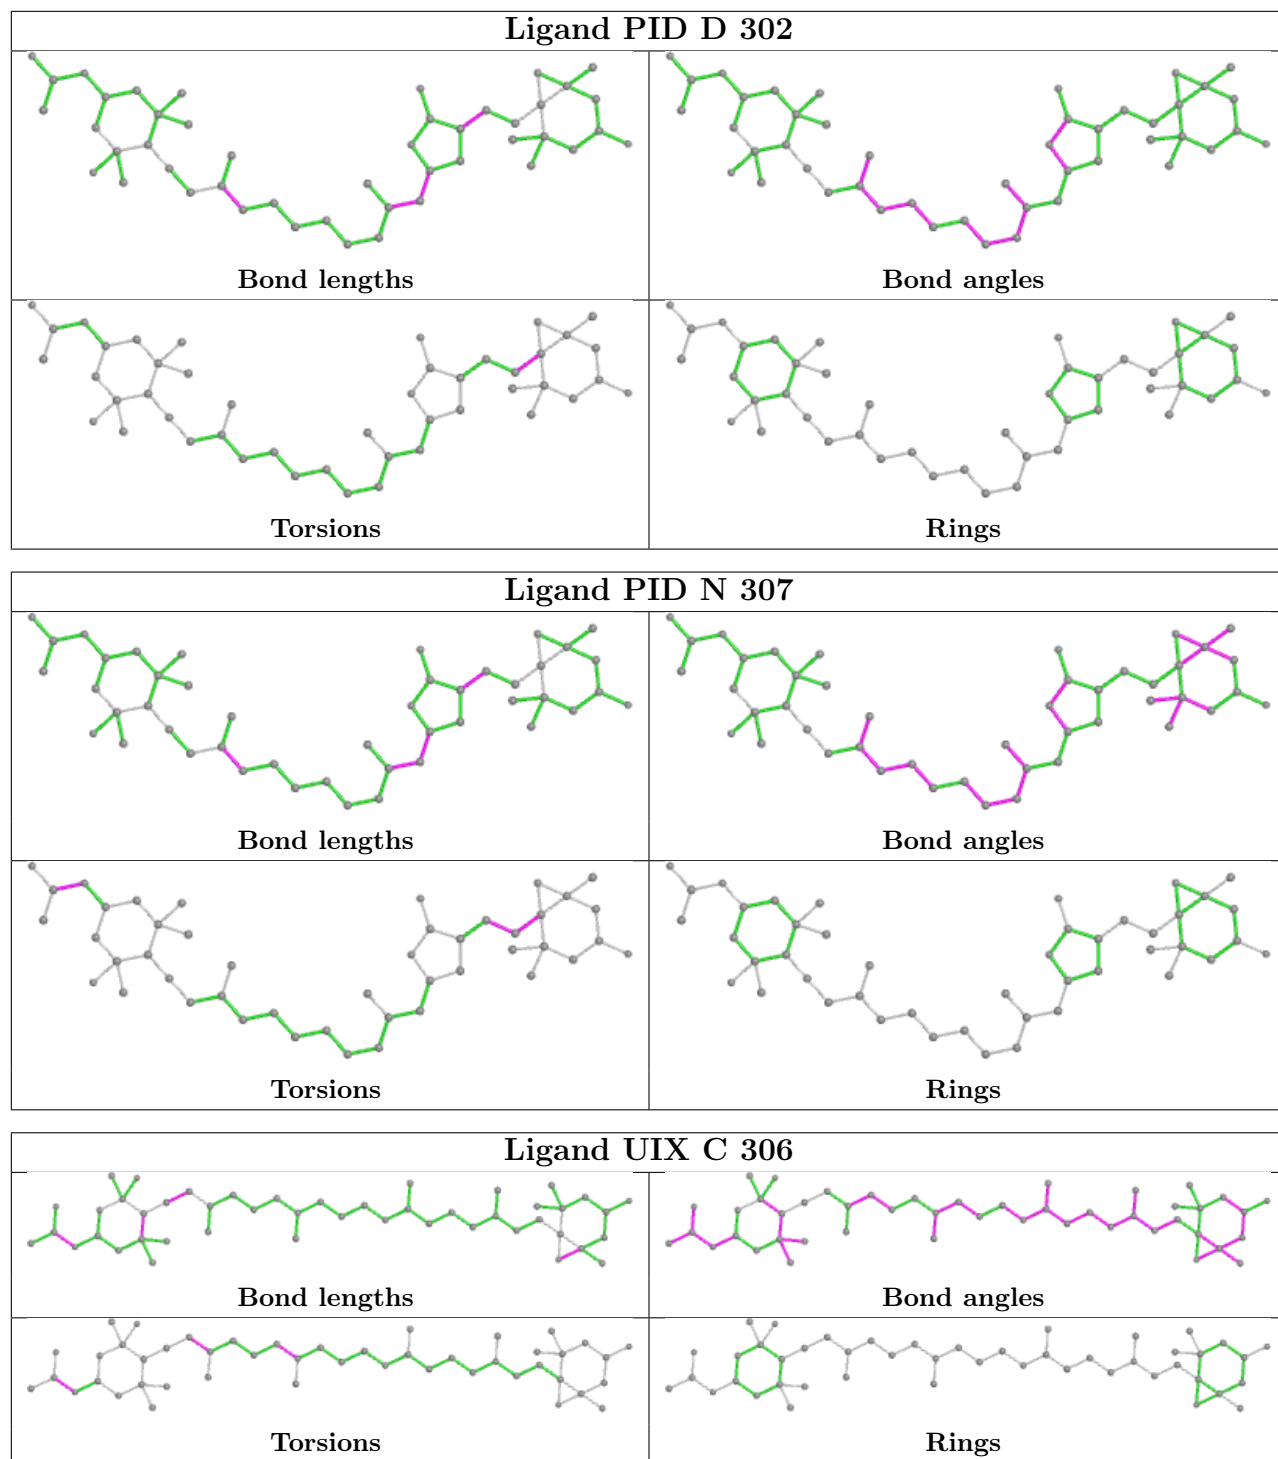 Ligand PID D 302
Bond lengths
Bond angles
Torsions
Rings
Ligand PID N 307
Bond lengths
Bond angles
Torsions
Rings
Ligand UIX C 306
Bond lengths
Bond angles
Torsions
Rings